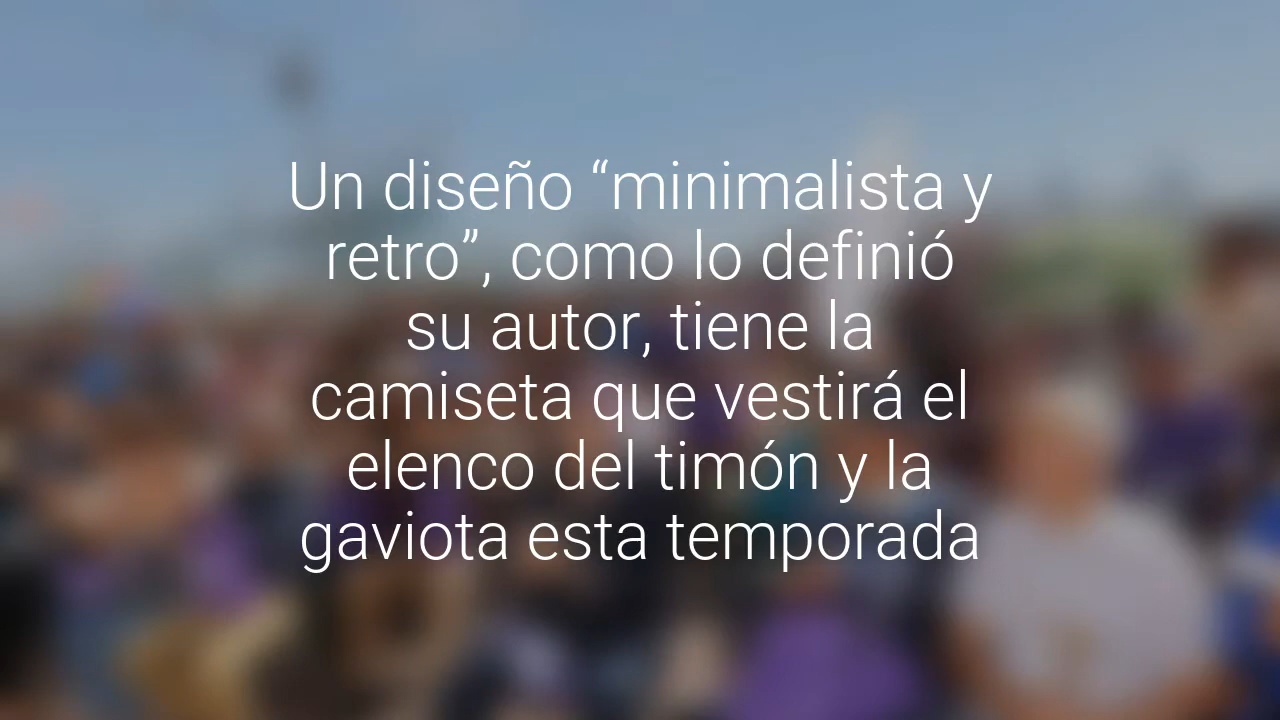 Un diseño “minimalista y
retro”, como lo definió
su autor, tiene la
camiseta que vestirá el
elenco del timón y la
gaviota esta temporada